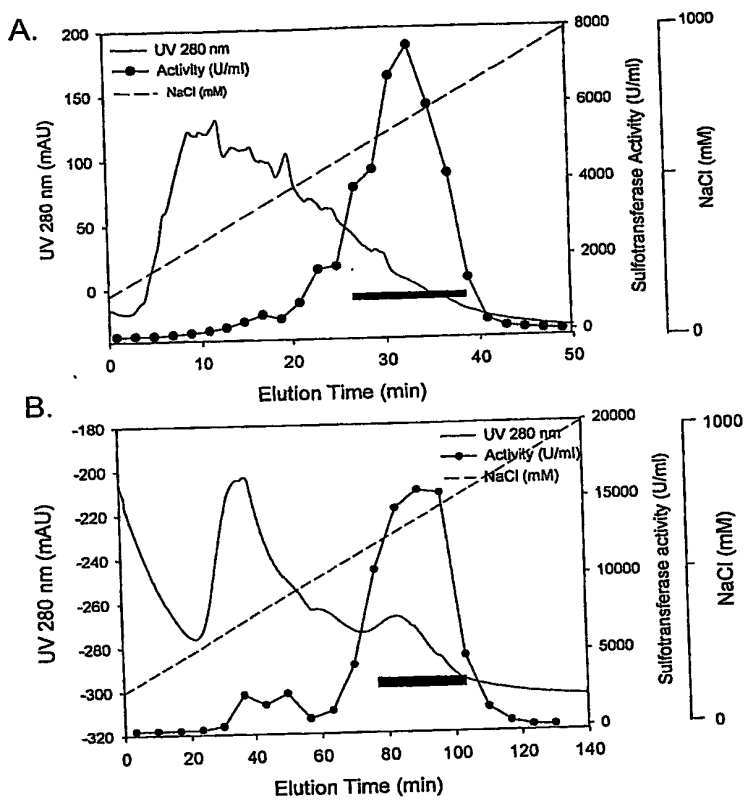 A.
UV 280 nm
Activity (U/ml)
NaCl (mM)
200
150
100
50
0
UV 280 nm (mAU)
8000
6000
4000
2000
0
Sulfotransferase Activity (U/ml)
1000
0
NaCl (mM)
0 10 20 30 40 50
Elution Time (min)
B.
UV 280 nm
Activity (U/ml)
NaCl (mM)
-180
-200
-220
-240
-260
-280
-300
-320
UV 280 nm (mAU)
20000
15000
10000
5000
0
Sulfotransferase activity (U/ml)
1000
0
NaCl (mM)
0 20 40 60 80 100 120 140
Elution Time (min)